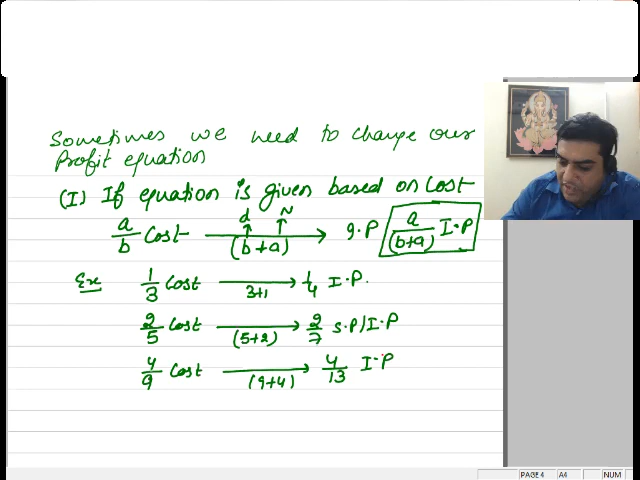 Sometimes we need to change our
Profit equation
(I) If equation is given based on Cost
d N
a/b Cost → (b+a) I.P a/(b+a) I.P
Ex 1/3 Cost → 3+1 1/4 I.P.
2/5 Cost → (5+2) 2/7 S.P/I.P
4/9 Cost → (9+4) 4/13 I.P
PAGE 4 A4 NUM